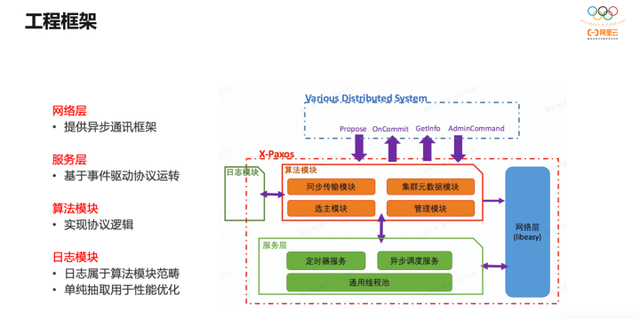 工程框架
阿里云
网络层
• 提供异步通讯框架
服务层
• 基于事件驱动协议运转
算法模块
• 实现协议逻辑
日志模块
• 日志属于算法模块范畴
• 单纯抽取用于性能优化
Various Distributed System
Propose OnCommit GetInfo AdminCommand
X-Paxos
日志模块
算法模块
同步传输模块
集群元数据模块
选主模块
管理模块
网络层
(libeasy)
服务层
定时器服务
异步调度服务
通用线程池